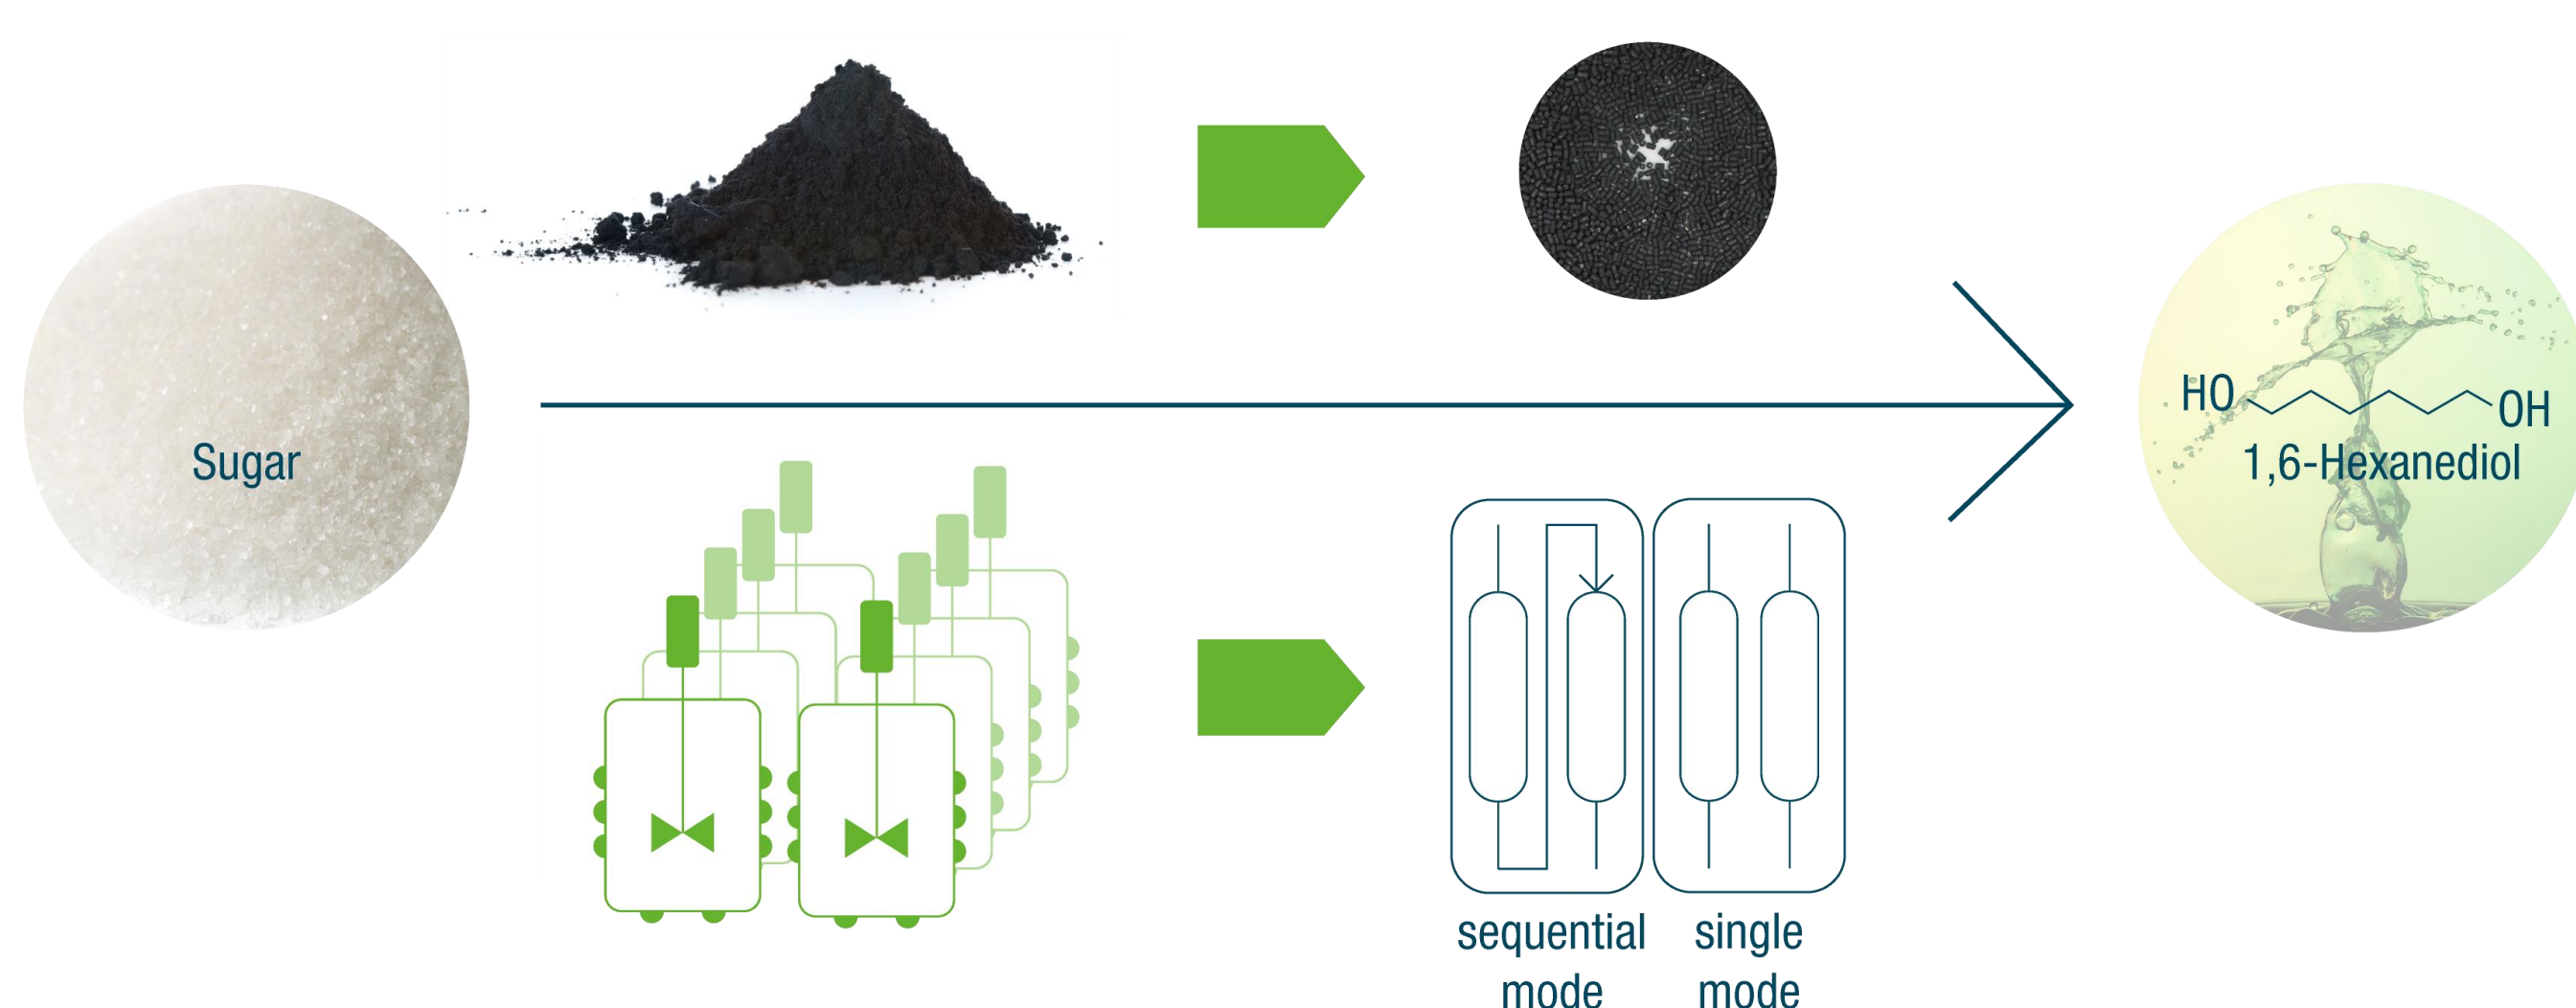 Sugar
HO
OH
1,6-Hexanediol
sequential
mode
single
mode